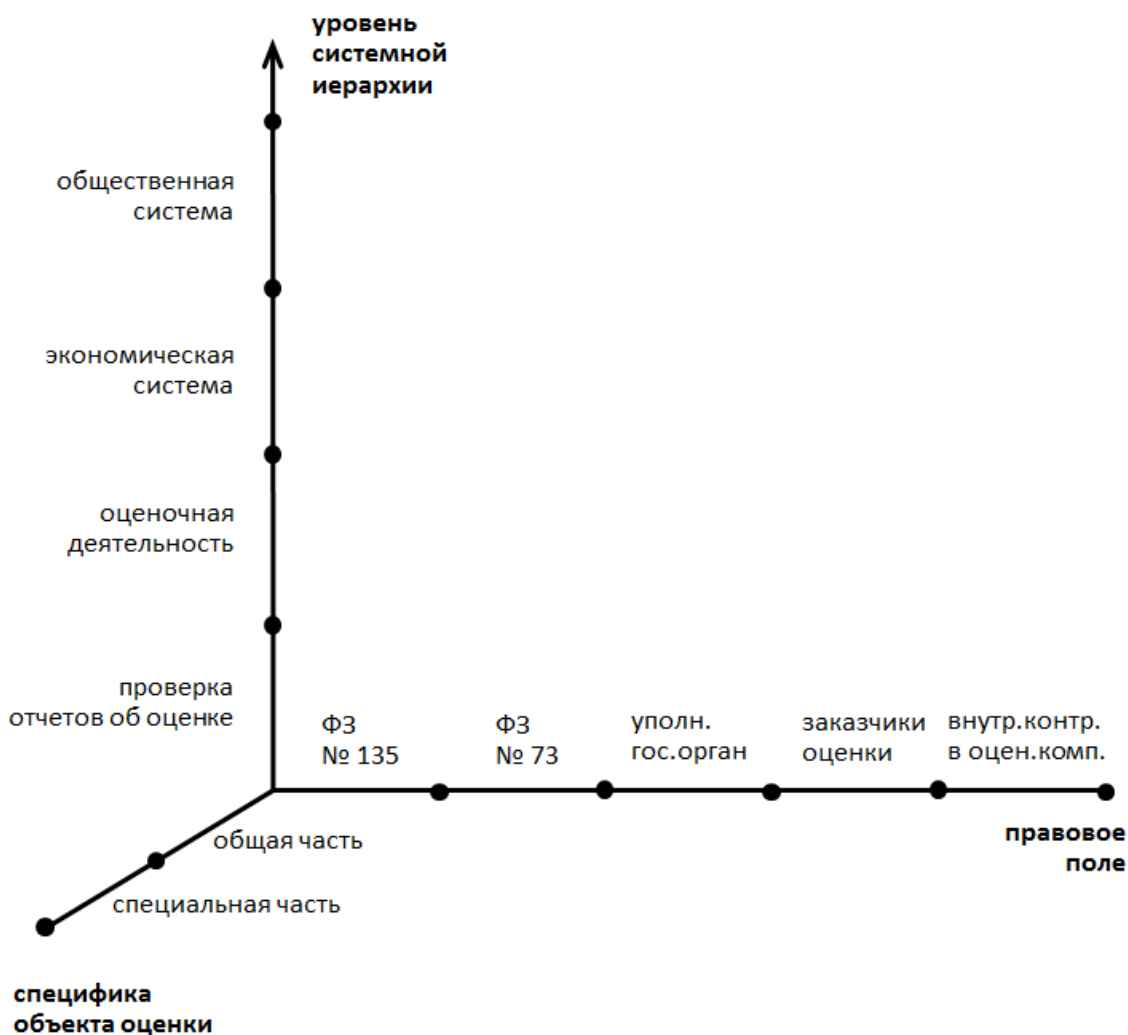 уровень
системной
иерархии
общественная
система
экономическая
система
оценочная
деятельность
проверка
отчетов об оценке
ФЗ
№ 135
ФЗ
№ 73
уполн.
гос.орган
заказчики
оценки
внутр.контр.
в оцен.комп.
правовое
поле
общая часть
специальная часть
специфика
объекта оценки